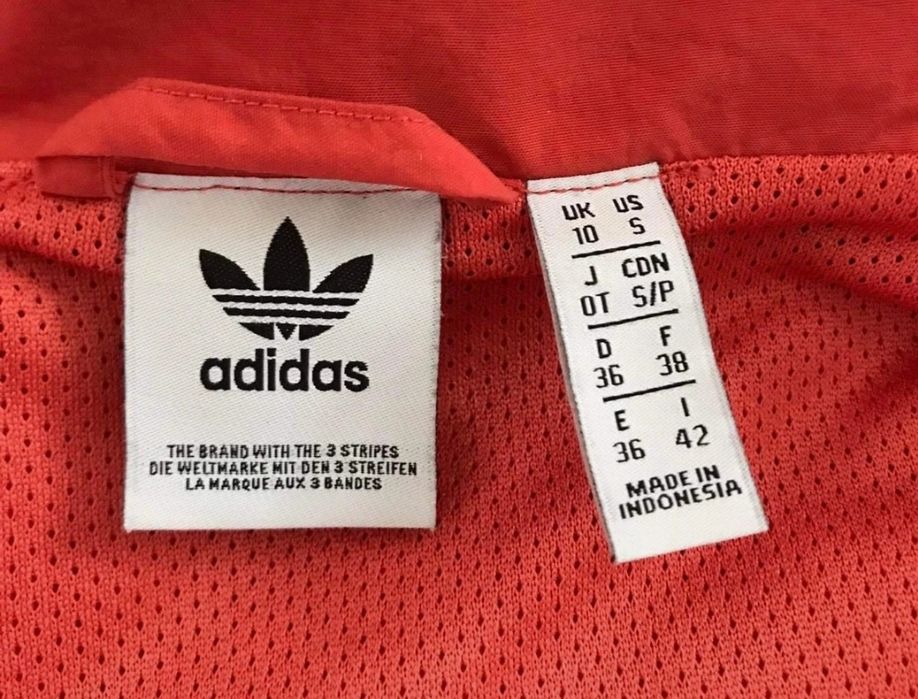 adidas
THE BRAND WITH THE 3 STRIPES
DIE WELTMARKE MIT DEN 3 STREIFEN
LA MARQUE AUX 3 BANDES
UK US
10 S
J CDN
OT S/P
D F
36 38
E I
36 42
MADE IN
INDONESIA